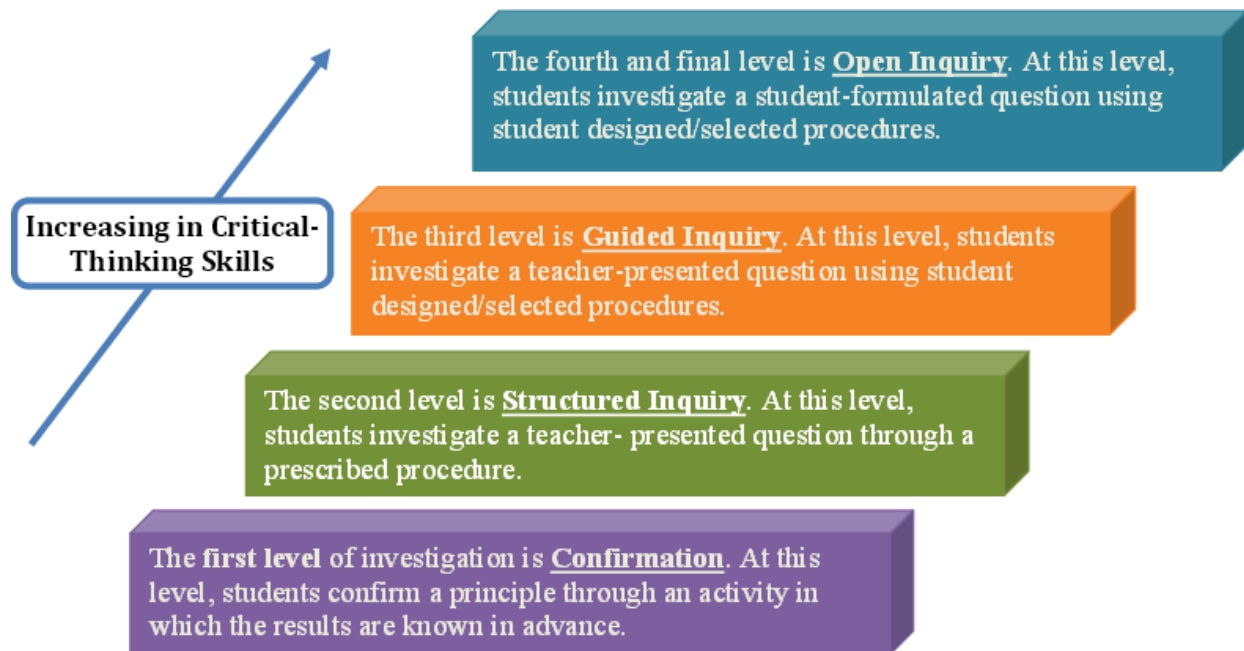 The fourth and final level is Open Inquiry. At this level,
students investigate a student-formulated question using
student designed/selected procedures.
Increasing in Critical-
Thinking Skills
The third level is Guided Inquiry. At this level, students
investigate a teacher-presented question using student
designed/selected procedures.
The second level is Structured Inquiry. At this level,
students investigate a teacher- presented question through a
prescribed procedure.
The first level of investigation is Confirmation. At this
level, students confirm a principle through an activity in
which the results are known in advance.